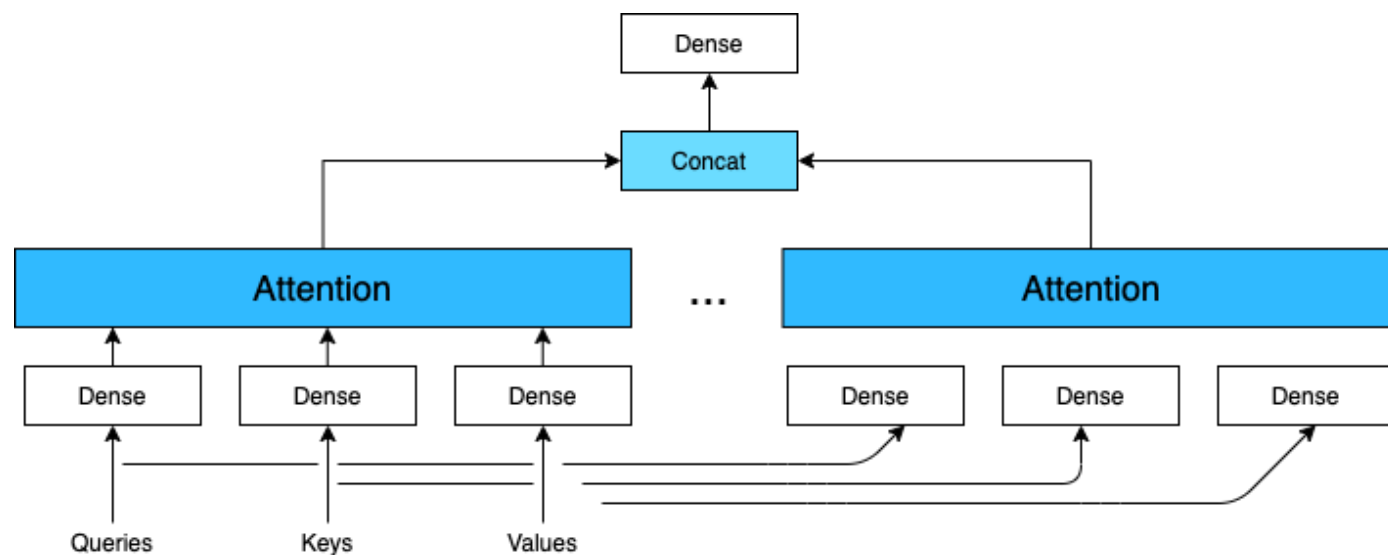 Dense
Concat
Attention ... Attention
Dense Dense Dense Dense Dense Dense
Queries Keys Values